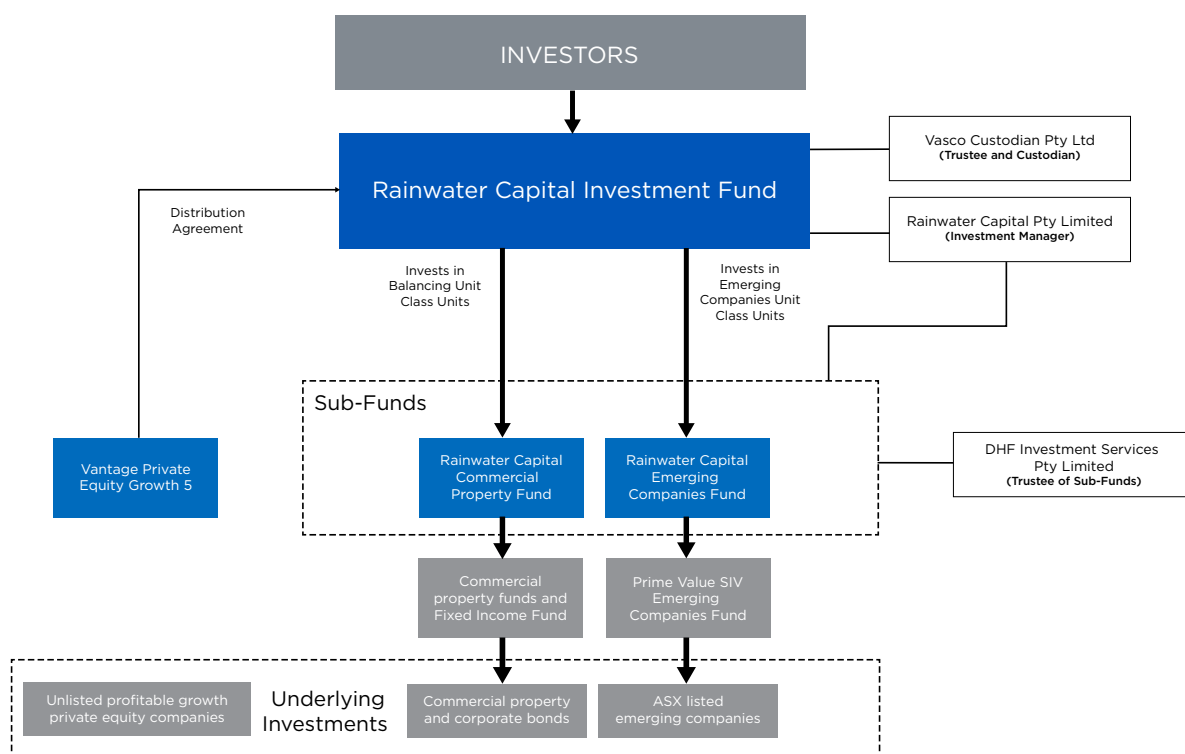 INVESTORS
Vasco Custodian Pty Ltd
(Trustee and Custodian)
Rainwater Capital Investment Fund
Distribution
Agreement
Rainwater Capital Pty Limited
(Investment Manager)
Invests in
Balancing Unit
Class Units
Invests in
Emerging
Companies Unit
Class Units
Sub-Funds
Vantage Private
Equity Growth 5
Rainwater Capital
Commercial
Property Fund
Rainwater Capital
Emerging
Companies Fund
DHF Investment Services
Pty Limited
(Trustee of Sub-Funds)
Commercial
property funds and
Fixed Income Fund
Prime Value SIV
Emerging
Companies Fund
Unlisted profitable growth
private equity companies
Underlying
Investments
Commercial property
and corporate bonds
ASX listed
emerging companies